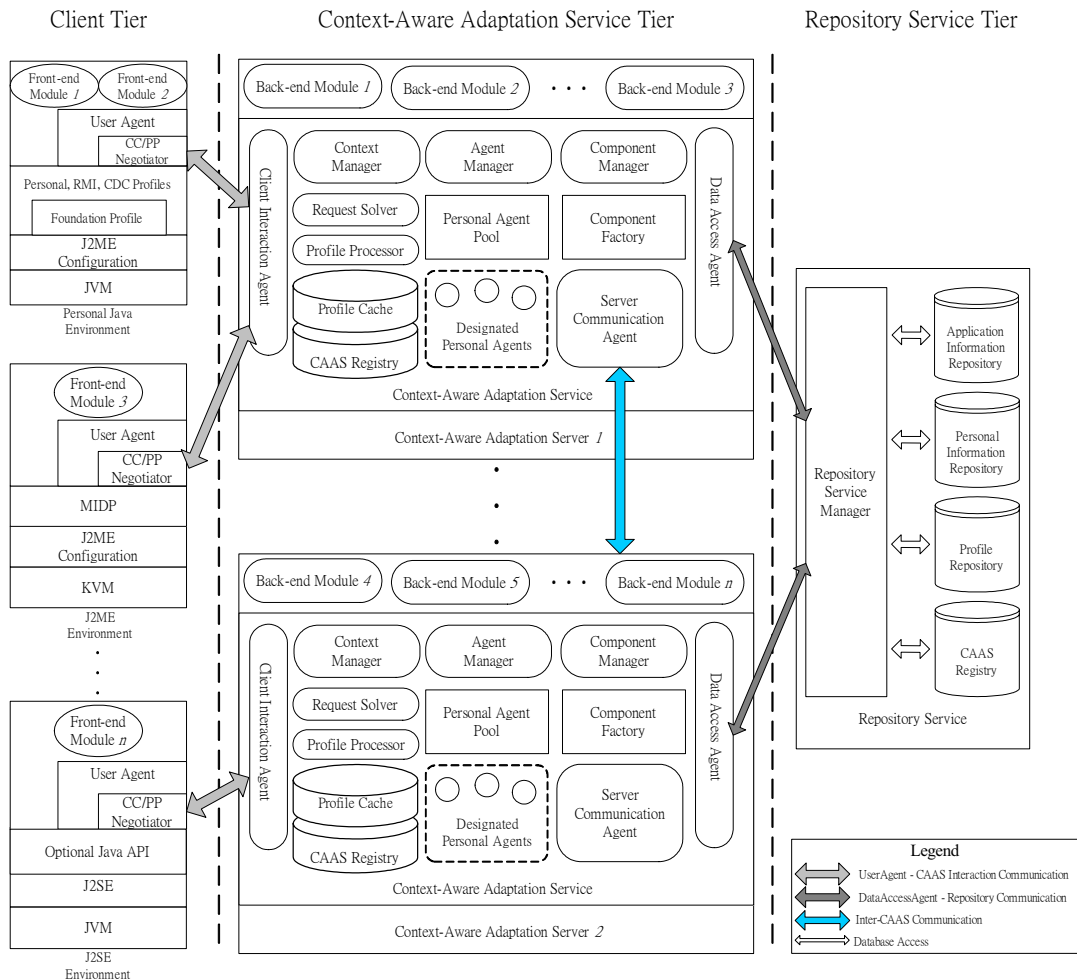 Client Tier
Context-Aware Adaptation Service Tier
Repository Service Tier
Front-end
Module 1
Front-end
Module 2
User Agent
CC/PP
Negotiator
Personal, RMI, CDC Profiles
Foundation Profile
J2ME
Configuration
JVM
Personal Java
Environment
Front-end
Module 3
User Agent
CC/PP
Negotiator
MIDP
J2ME
Configuration
KVM
J2ME
Environment
Front-end
Module n
User Agent
CC/PP
Negotiator
Optional Java API
J2SE
JVM
J2SE
Environment
Back-end Module 1
Back-end Module 2
· · ·
Back-end Module 3
Client Interaction Agent
Context
Manager
Agent
Manager
Component
Manager
Request Solver
Profile Processor
Personal Agent
Pool
Component
Factory
Profile Cache
CAAS Registry
Designated
Personal Agents
Server
Communication
Agent
Data Access Agent
Context-Aware Adaptation Service
Context-Aware Adaptation Server 1
Back-end Module 4
Back-end Module 5
· · ·
Back-end Module n
Client Interaction Agent
Context
Manager
Agent
Manager
Component
Manager
Request Solver
Profile Processor
Personal Agent
Pool
Component
Factory
Profile Cache
CAAS Registry
Designated
Personal Agents
Server
Communication
Agent
Data Access Agent
Context-Aware Adaptation Service
Context-Aware Adaptation Server 2
Repository
Service
Manager
Application
Information
Repository
Personal
Information
Repository
Profile
Repository
CAAS
Registry
Repository Service
Legend
UserAgent - CAAS Interaction Communication
DataAccessAgent - Repository Communication
Inter-CAAS Communication
Database Access